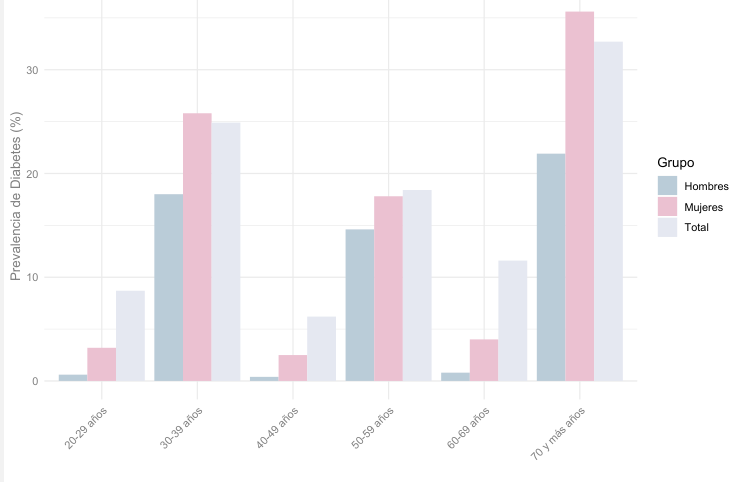 Prevalencia de Diabetes (%)
30
20
10
0
20-29 años
30-39 años
40-49 años
50-59 años
60-69 años
70 y más años
Grupo
Hombres
Mujeres
Total